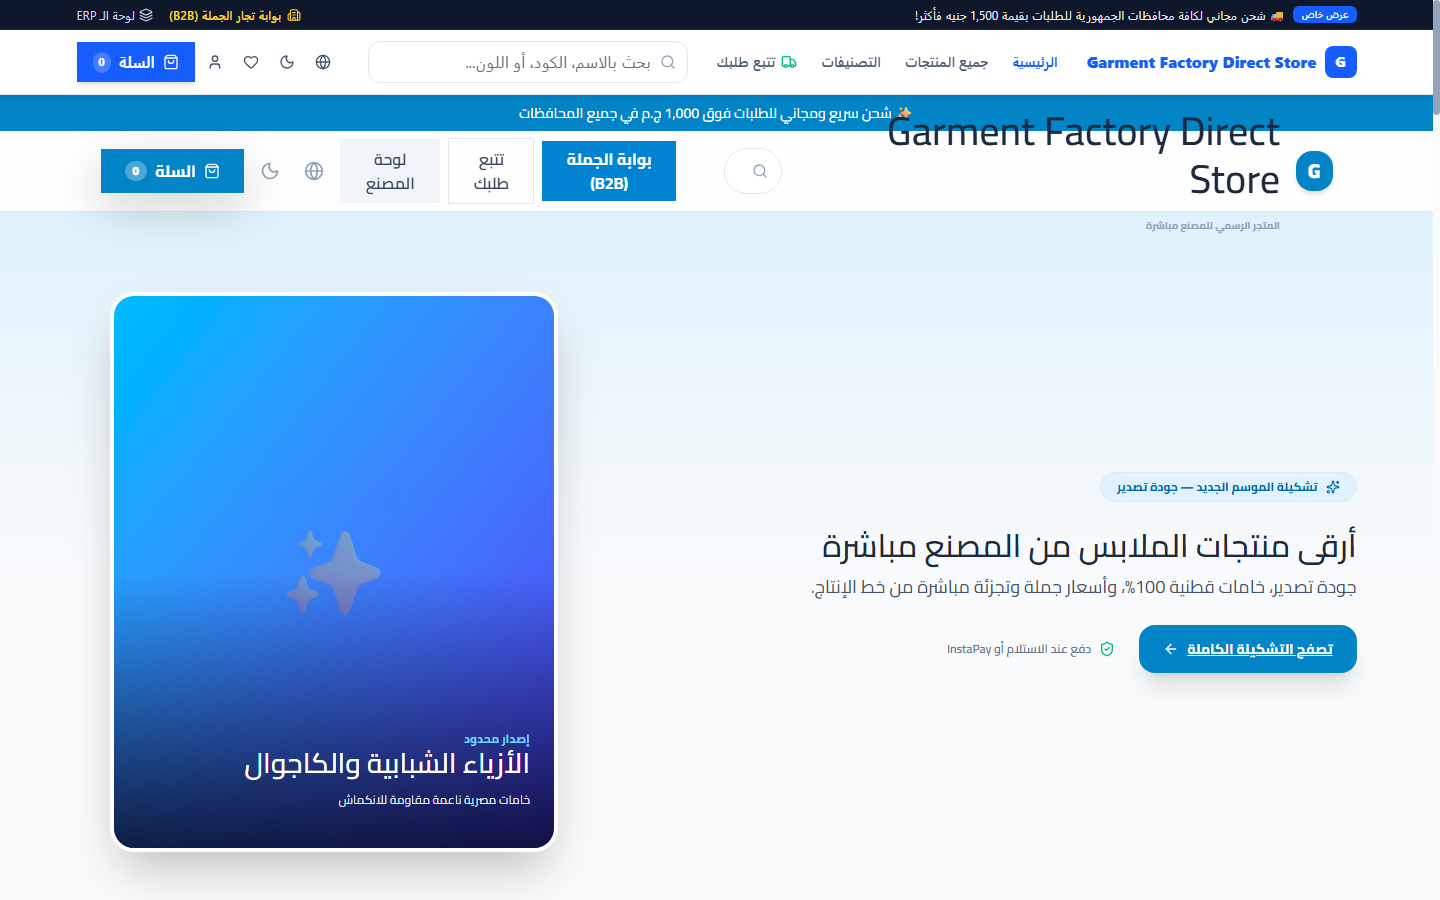 عرض خاص
🚚 شحن مجاني لكافة محافظات الجمهورية للطلبات بقيمة 1,500 جنيه فأكثر!
بوابة تجار الجملة (B2B)
لوحة الـ ERP
G
Garment Factory Direct Store
الرئيسية
جميع المنتجات
التصنيفات
تتبع طلبك
بحث بالاسم، الكود، أو اللون...
السلة
0
✨ شحن سريع ومجاني للطلبات فوق 1,000 ج.م في جميع المحافظات
G
Garment Factory Direct
Store
المتجر الرسمي للمصنع مباشرة
بوابة الجملة
(B2B)
تتبع
طلبك
لوحة
المصنع
السلة
0
تشكيلة الموسم الجديد — جودة تصدير
أرقى منتجات الملابس من المصنع مباشرة
جودة تصدير، خامات قطنية 100%، وأسعار جملة وتجزئة مباشرة من خط الإنتاج.
تصفح التشكيلة الكاملة
دفع عند الاستلام أو InstaPay
إصدار محدود
الأزياء الشبابية والكاجوال
خامات مصرية ناعمة مقاومة للانكماش